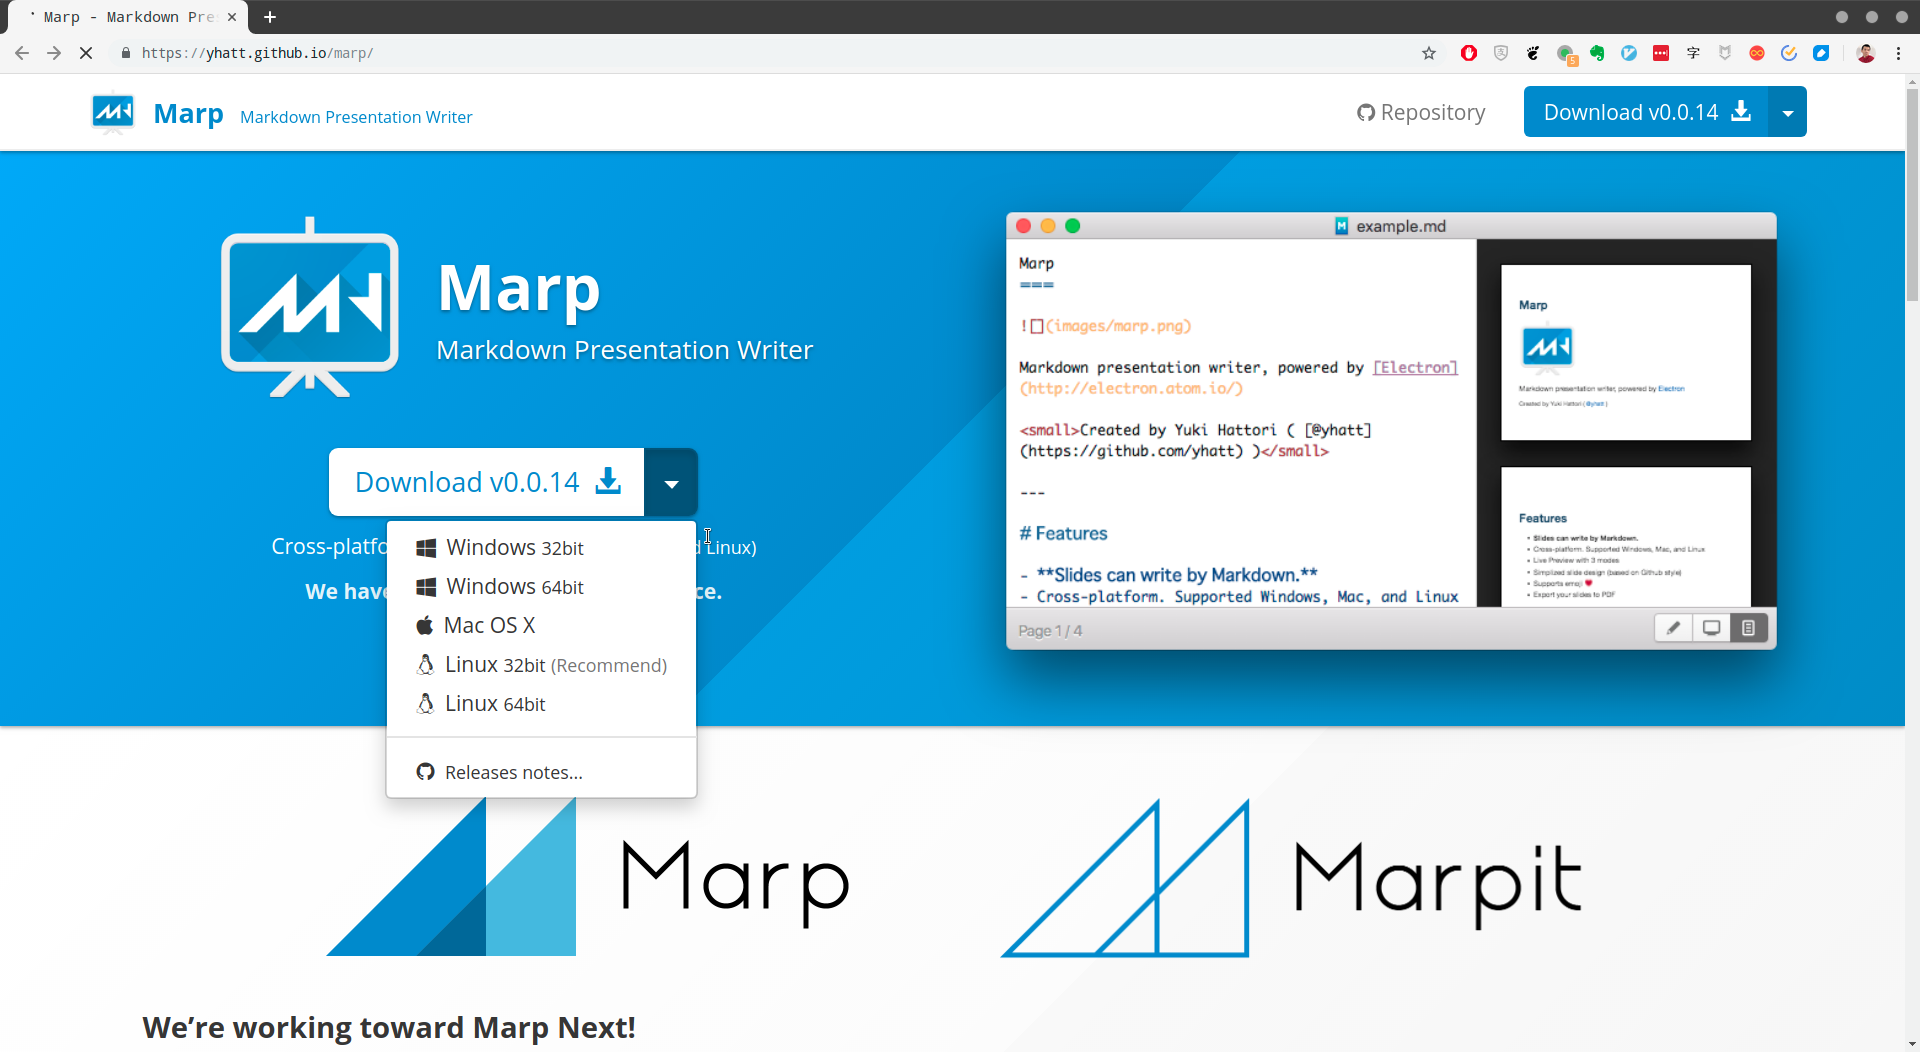 Marp - Markdown Pre
https://yhatt.github.io/marp/
5
字
Marp Markdown Presentation Writer
Repository
Download v0.0.14
Marp
Markdown Presentation Writer
Download v0.0.14
Windows 32bit
Windows 64bit
Mac OS X
Linux 32bit (Recommend)
Linux 64bit
Releases notes...
Cross-platfo
Linux)
We have
ce.
example.md
Marp
===
![](images/marp.png)
Markdown presentation writer, powered by [Electron]
(http://electron.atom.io/)
<small>Created by Yuki Hattori ( [@yhatt]
(https://github.com/yhatt) )</small>
---
# Features
- **Slides can write by Markdown.**
- Cross-platform. Supported Windows, Mac, and Linux
Page 1 / 4
Marp
Markdown presentation writer, powered by Electron
Created by Yuki Hattori ( @yhatt )
Features
• Slides can write by Markdown.
• Cross-platform. Supported Windows, Mac, and Linux
• Live Preview with 3 modes
• Simplized slide design (based on Github style)
• Supports emoji ❤
• Export your slides to PDF
Marp
Marpit
We’re working toward Marp Next!